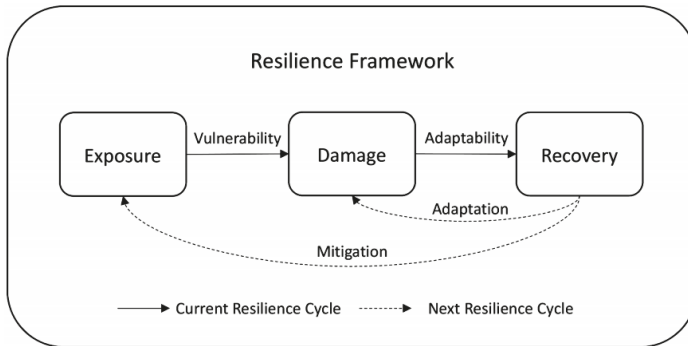 Resilience Framework
Vulnerability
Adaptability
Exposure
Damage
Recovery
Adaptation
Mitigation
Current Resilience Cycle
Next Resilience Cycle